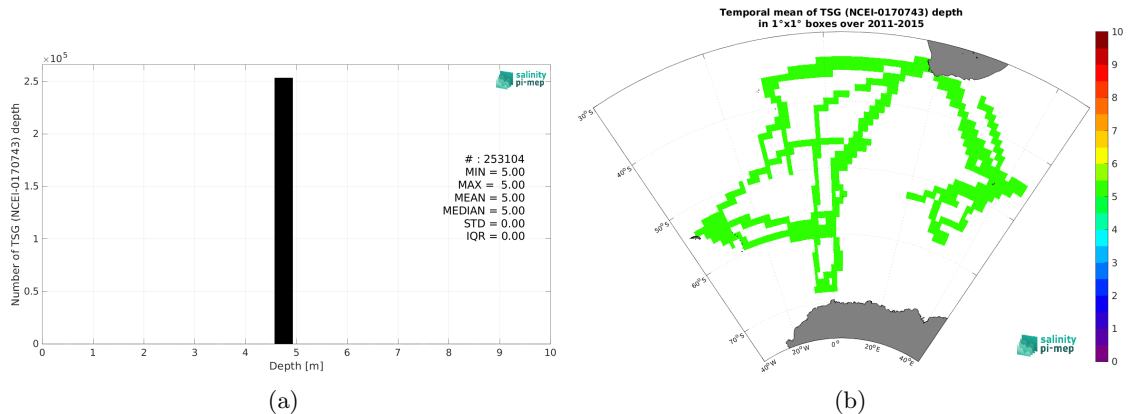 ×10⁵
2.5
2
1.5
1
0.5
0
0 1 2 3 4 5 6 7 8 9 10
Depth [m]
Number of TSG (NCEI-0170743) depth
salinity
pi-mep
# : 253104
MIN = 5.00
MAX = 5.00
MEAN = 5.00
MEDIAN = 5.00
STD = 0.00
IQR = 0.00
(a)
Temporal mean of TSG (NCEI-0170743) depth
in 1°x1° boxes over 2011-2015
30°S
40°S
50°S
60°S
70°S
40°W
20°W
0°
20°E
40°E
10
9
8
7
6
5
4
3
2
1
0
salinity
pi-mep
(b)